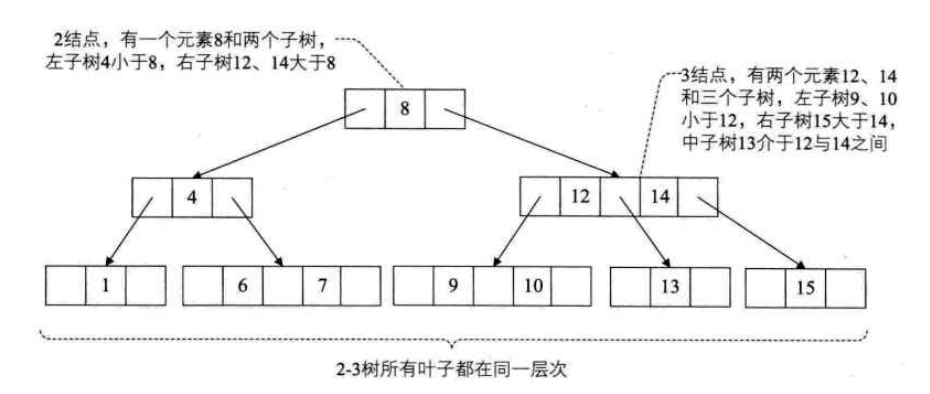 2结点，有一个元素8和两个子树，
左子树4小于8，右子树12、14大于8
3结点，有两个元素12、14
和三个子树，左子树9、10
小于12，右子树15大于14，
中子树13介于12与14之间
8
4
12 14
1 6 7 9 10 13 15
2-3树所有叶子都在同一层次